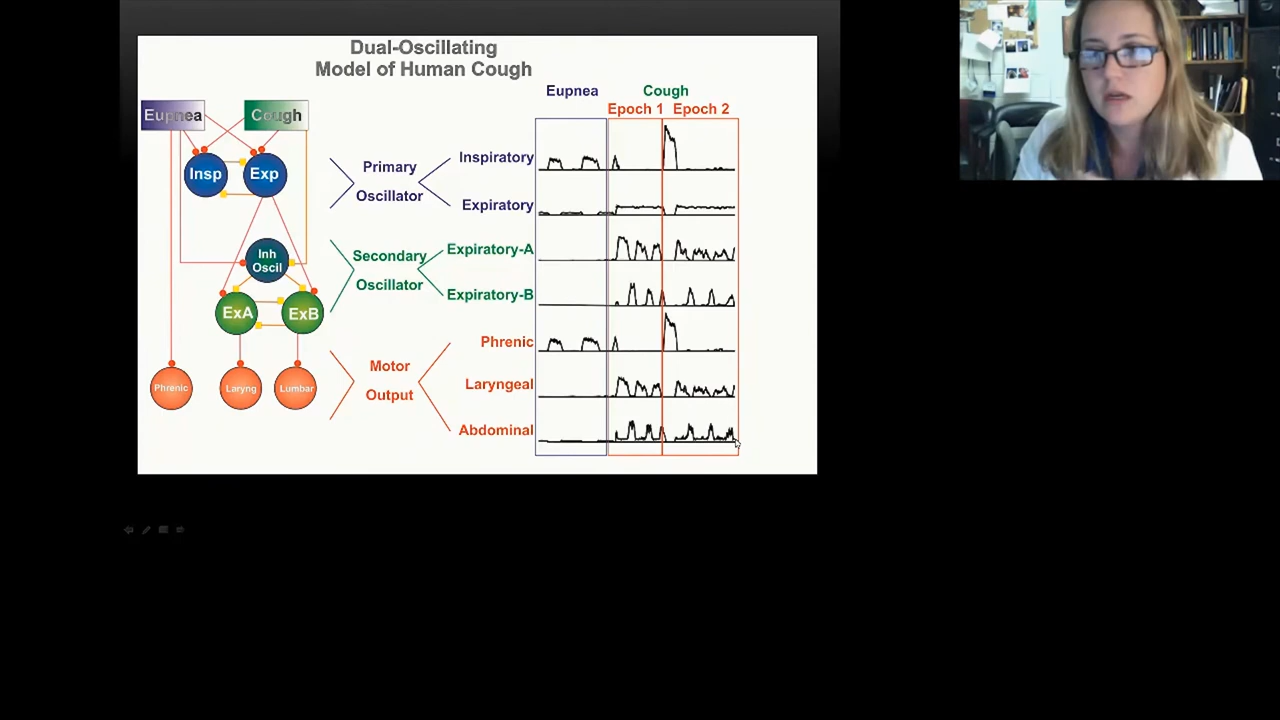 Dual-Oscillating
Model of Human Cough
Eupnea
Cough
Insp
Exp
Inh
Oscil
ExA
ExB
Phrenic
Laryng
Lumbar
Primary
Oscillator
Secondary
Oscillator
Motor
Output
Eupnea
Cough
Epoch 1
Epoch 2
Inspiratory
Expiratory
Expiratory-A
Expiratory-B
Phrenic
Laryngeal
Abdominal